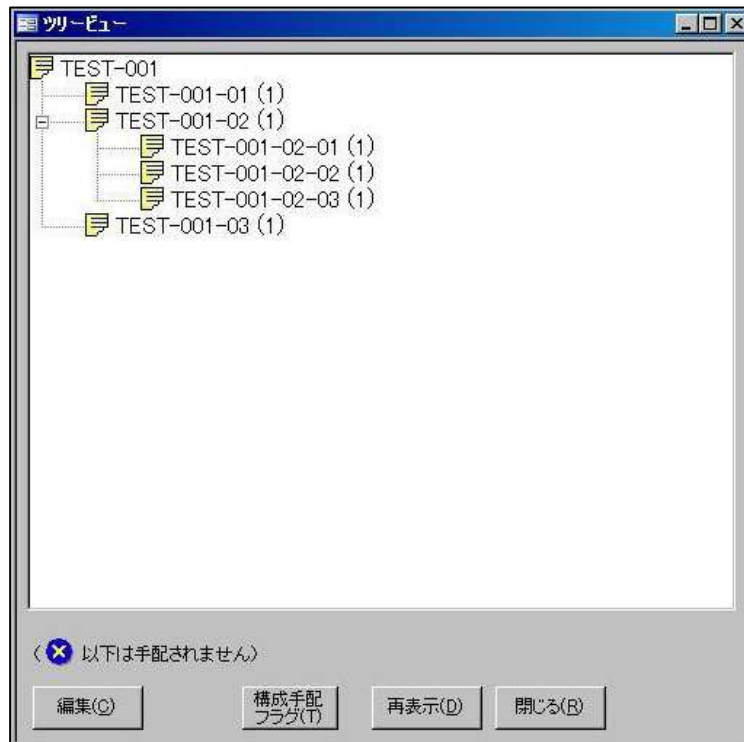 ツリービュー
TEST-001
TEST-001-01 (1)
TEST-001-02 (1)
TEST-001-02-01 (1)
TEST-001-02-02 (1)
TEST-001-02-03 (1)
TEST-001-03 (1)
( 以下は手配されません)
編集(C)
構成手配
フラグ(T)
再表示(D)
閉じる(R)